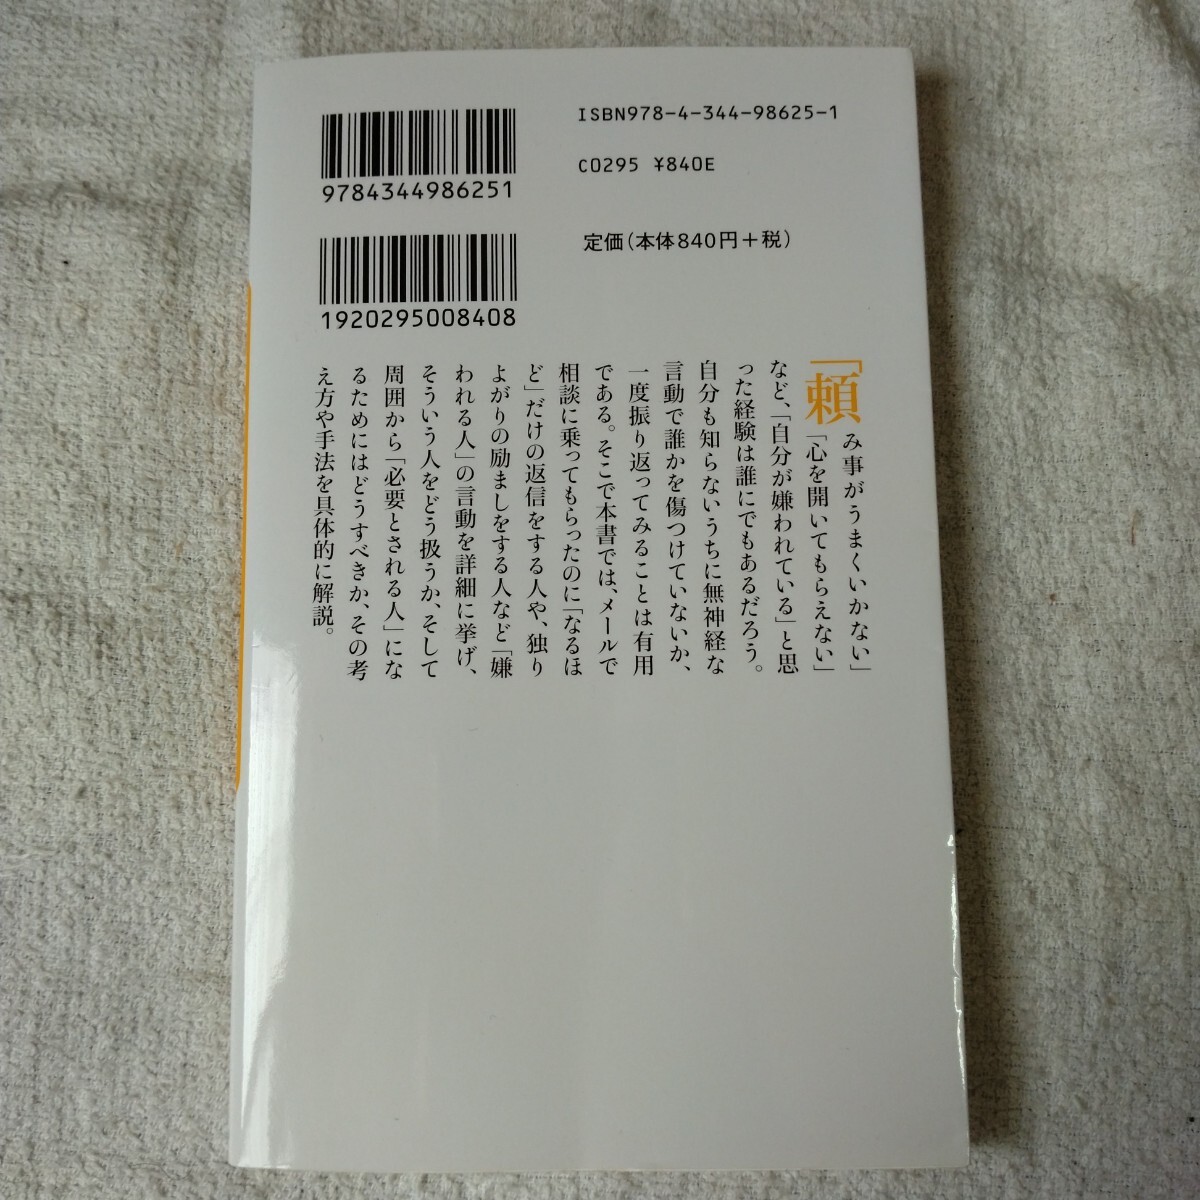 ISBN978-4-344-98625-1
C0295 ¥840E
9784344986251
定価（本体840円＋税）
1920295008408
「頼み事がうまくいかない」
「心を開いてもらえない」
など、「自分が嫌われている」と思
った経験は誰にでもあるだろう。
自分も知らないうちに無神経な
言動で誰かを傷つけていないか、
一度振り返ってみることは有用
である。そこで本書では、メールで
相談に乗ってもらったのに「なるほ
ど」だけの返信をする人や、独り
よがりの励ましをする人など「嫌
われる人」の言動を詳細に挙げ、
そういう人をどう扱うか、そして
周囲から「必要とされる人」にな
るためにはどうすべきか、その考
え方や手法を具体的に解説。